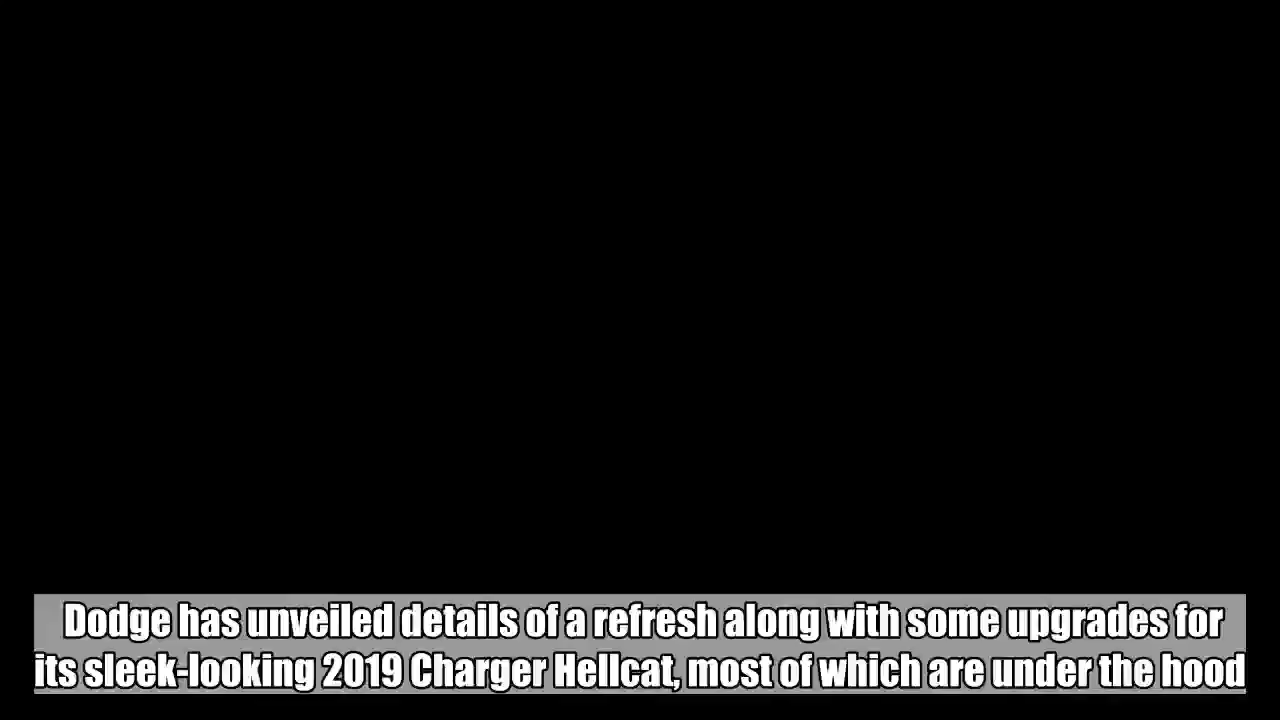 Dodge has unveiled details of a refresh along with some upgrades for
its sleek-looking 2019 Charger Hellcat, most of which are under the hood